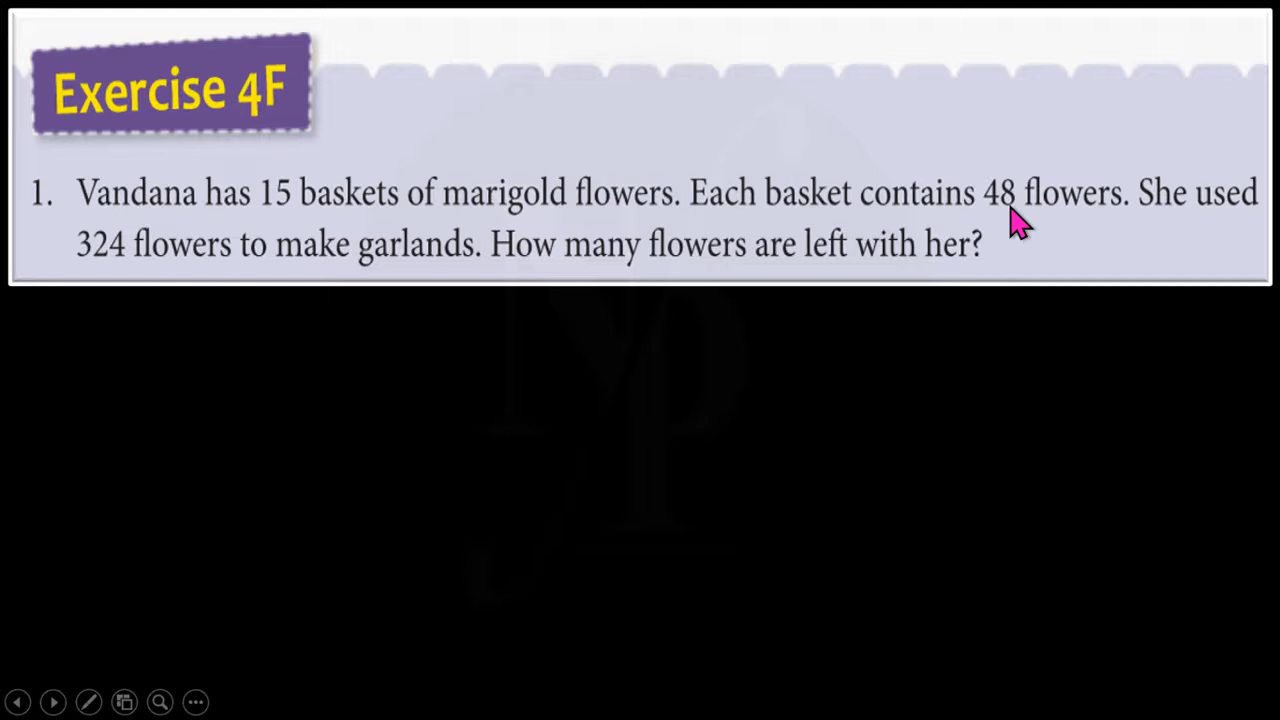 Exercise 4F
1. Vandana has 15 baskets of marigold flowers. Each basket contains 48 flowers. She used
324 flowers to make garlands. How many flowers are left with her?